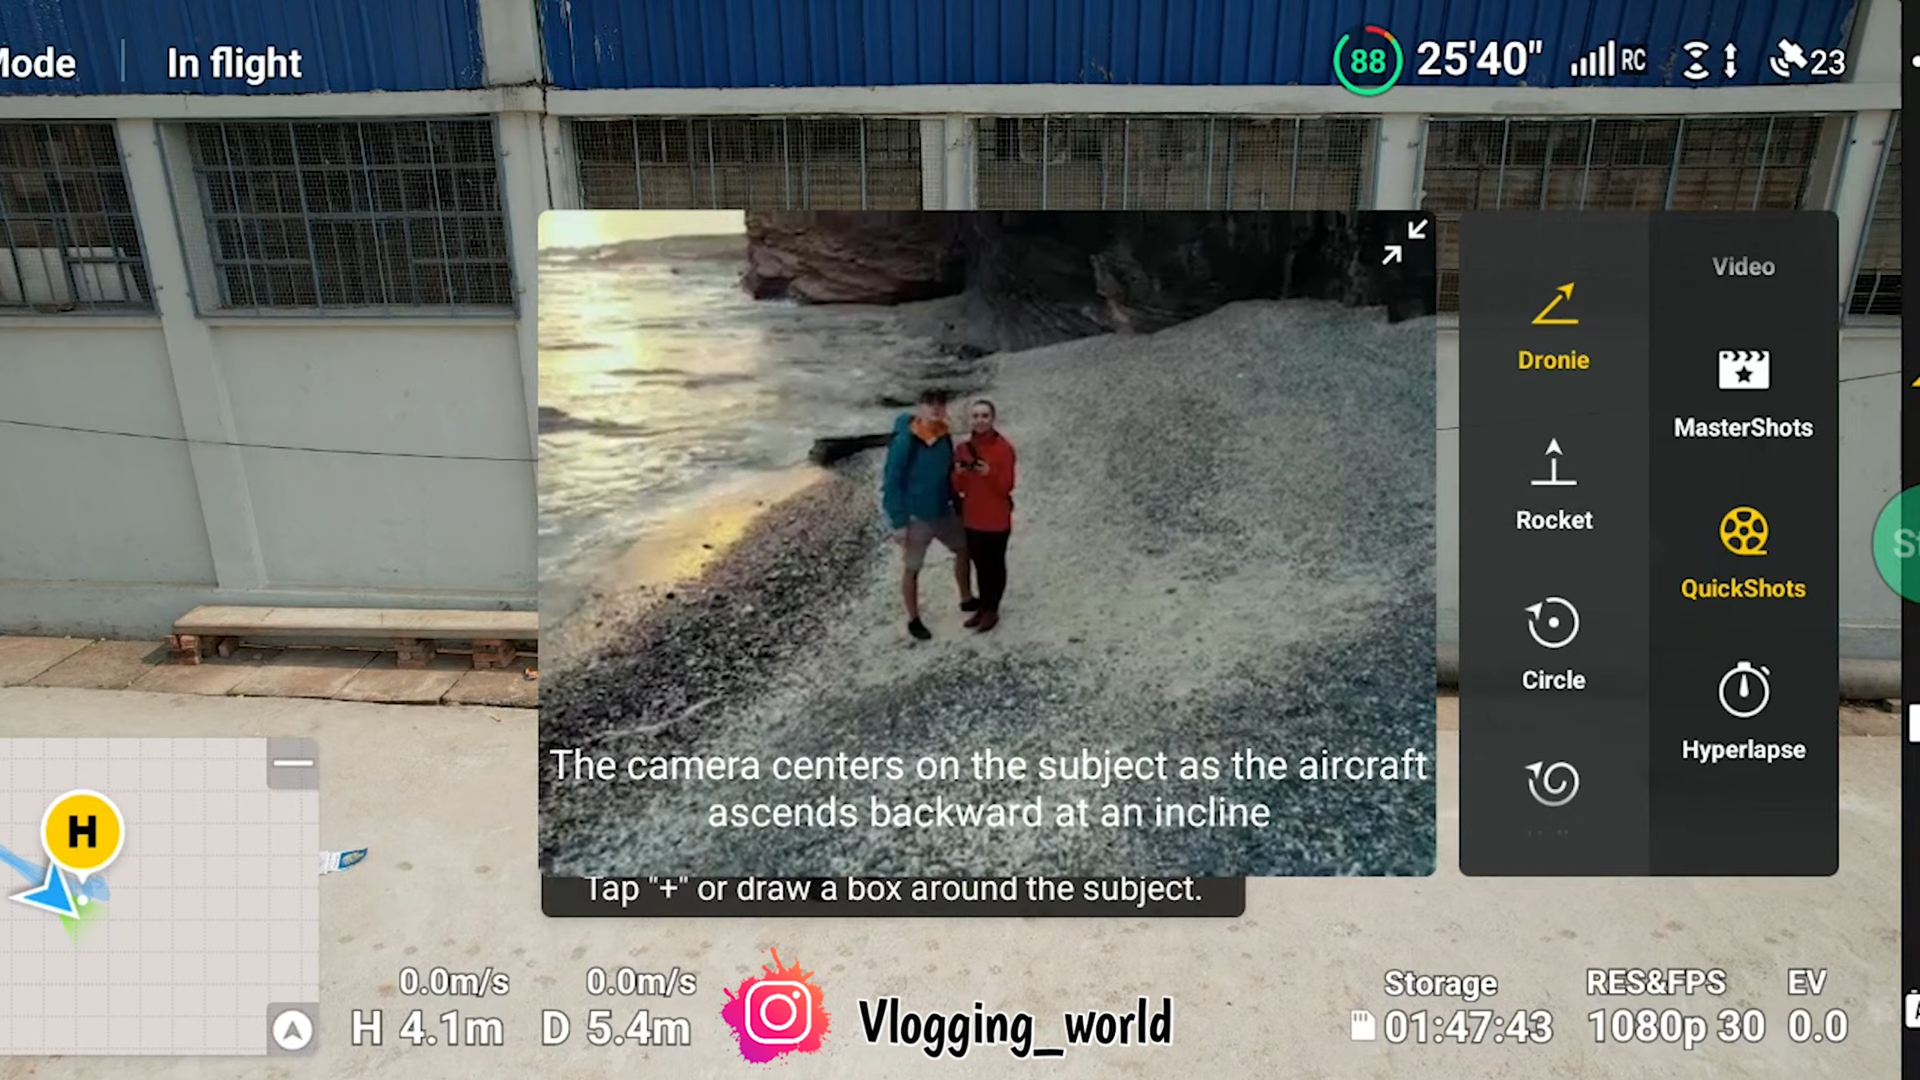 Mode
In flight
88
25'40"
RC
23
Video
Dronie
MasterShots
Rocket
QuickShots
Circle
Hyperlapse
The camera centers on the subject as the aircraft
ascends backward at an incline
Tap "+" or draw a box around the subject.
H
0.0m/s
0.0m/s
H 4.1m
D 5.4m
Vlogging_world
Storage
01:47:43
RES&FPS
1080p 30
EV
0.0